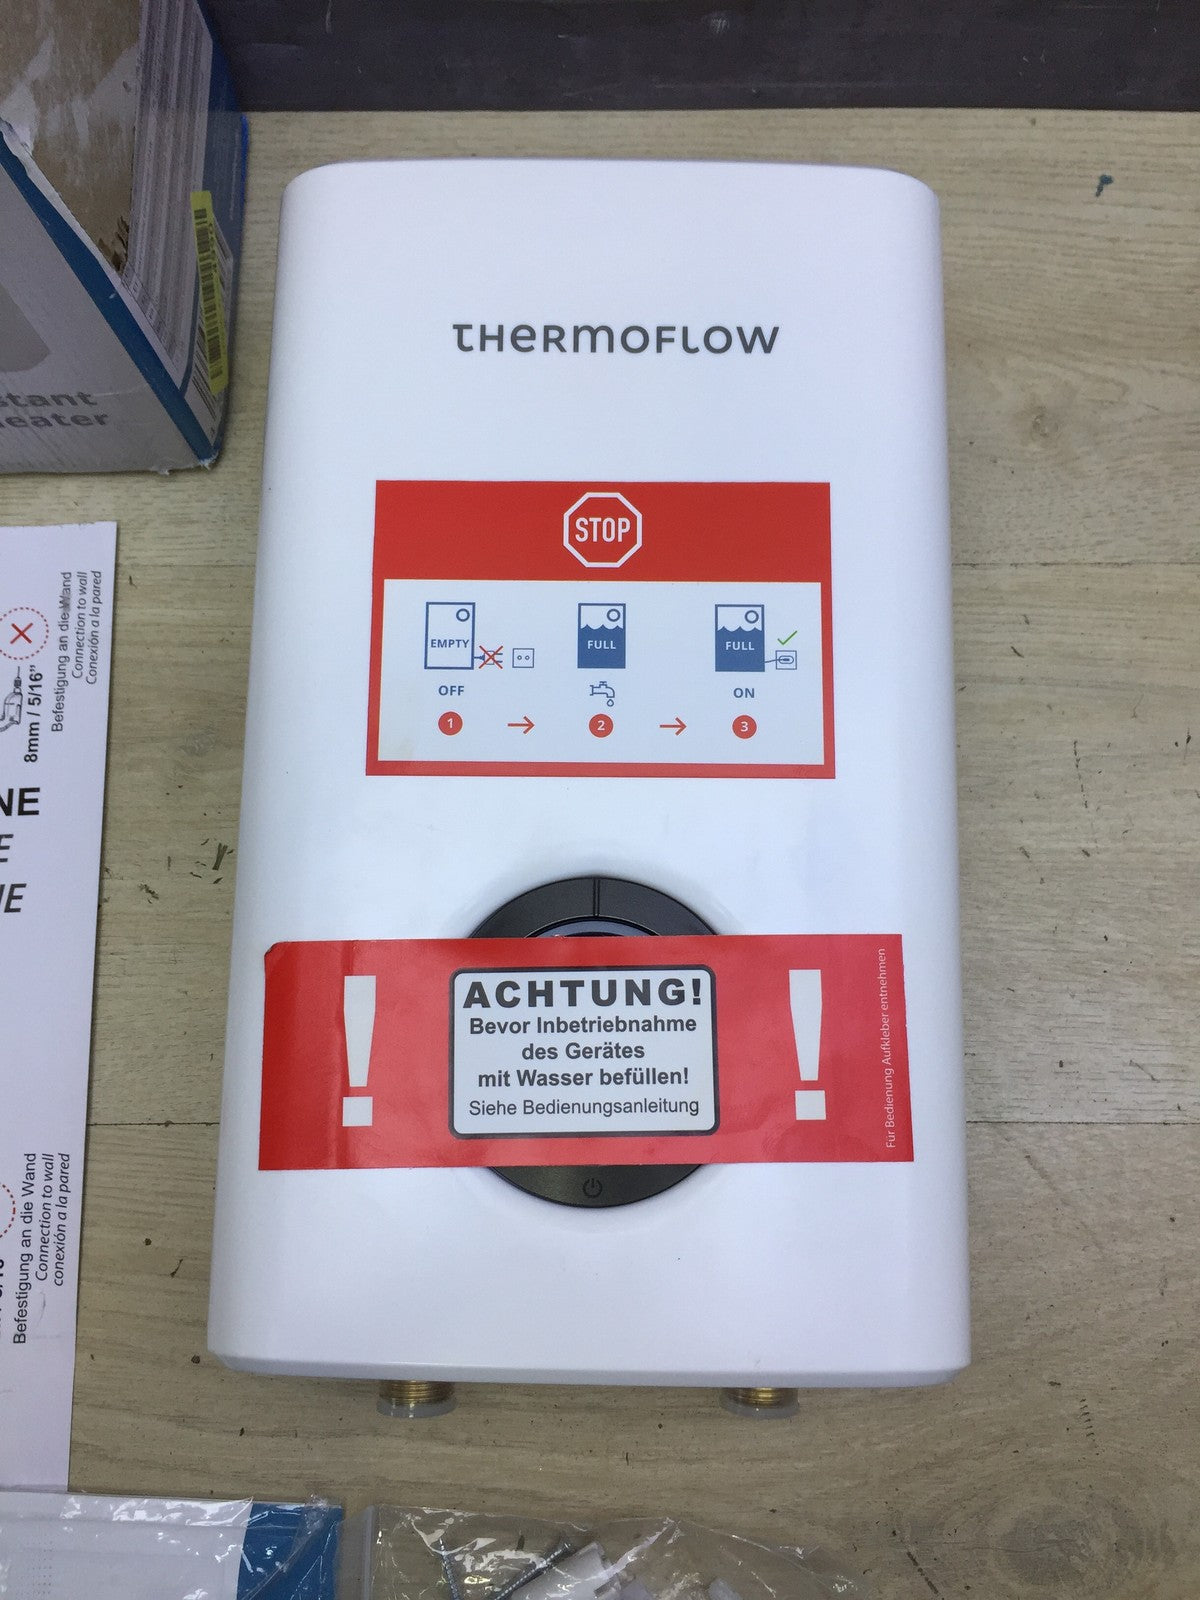 THERMOFLOW
STOP
EMPTY
FULL
FULL
OFF
ON
1
2
3
ACHTUNG!
Bevor Inbetriebnahme
des Gerätes
mit Wasser befüllen!
Siehe Bedienungsanleitung
Für Bedienung Aufkleber entnehmen
stant
eater
Befestigung an die Wand
Connection to wall
Conexión a la pared
8mm / 5/16"
NE
E
NE
Befestigung an die Wand
Connection to wall
conexión a la pared